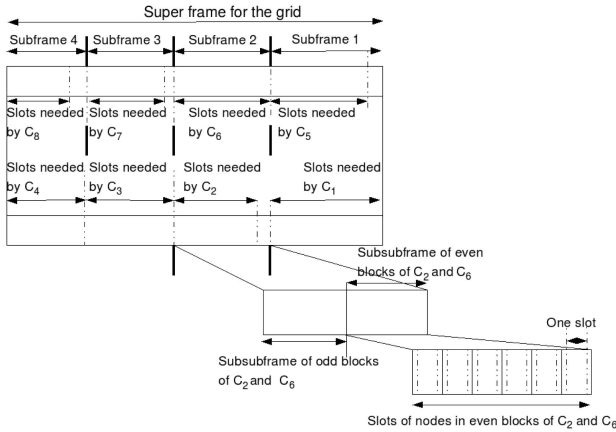 Super frame for the grid
Subframe 4 Subframe 3 Subframe 2 Subframe 1
Slots needed Slots needed Slots needed Slots needed
by C8 by C7 by C6 by C5
Slots needed Slots needed Slots needed Slots needed
by C4 by C3 by C2 by C1
Subsubframe of even
blocks of C2 and C6
One slot
Subsubframe of odd blocks
of C2 and C6
Slots of nodes in even blocks of C2 and C6